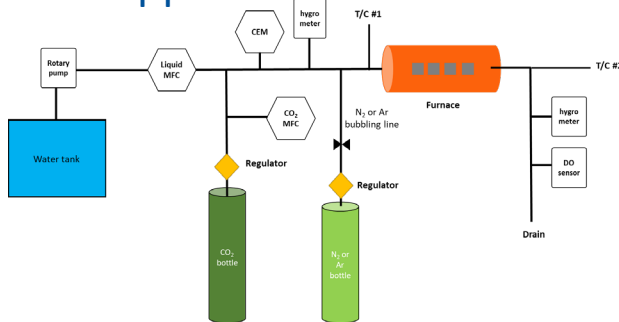 hygro
meter
T/C #1
CEM
Rotary
pump
Liquid
MFC
T/C #2
N₂ or Ar
bubbling line
Furnace
CO₂
MFC
hygro
meter
Water tank
Regulator
DO
sensor
Regulator
Drain
CO₂
bottle
N₂ or
Ar
bottle